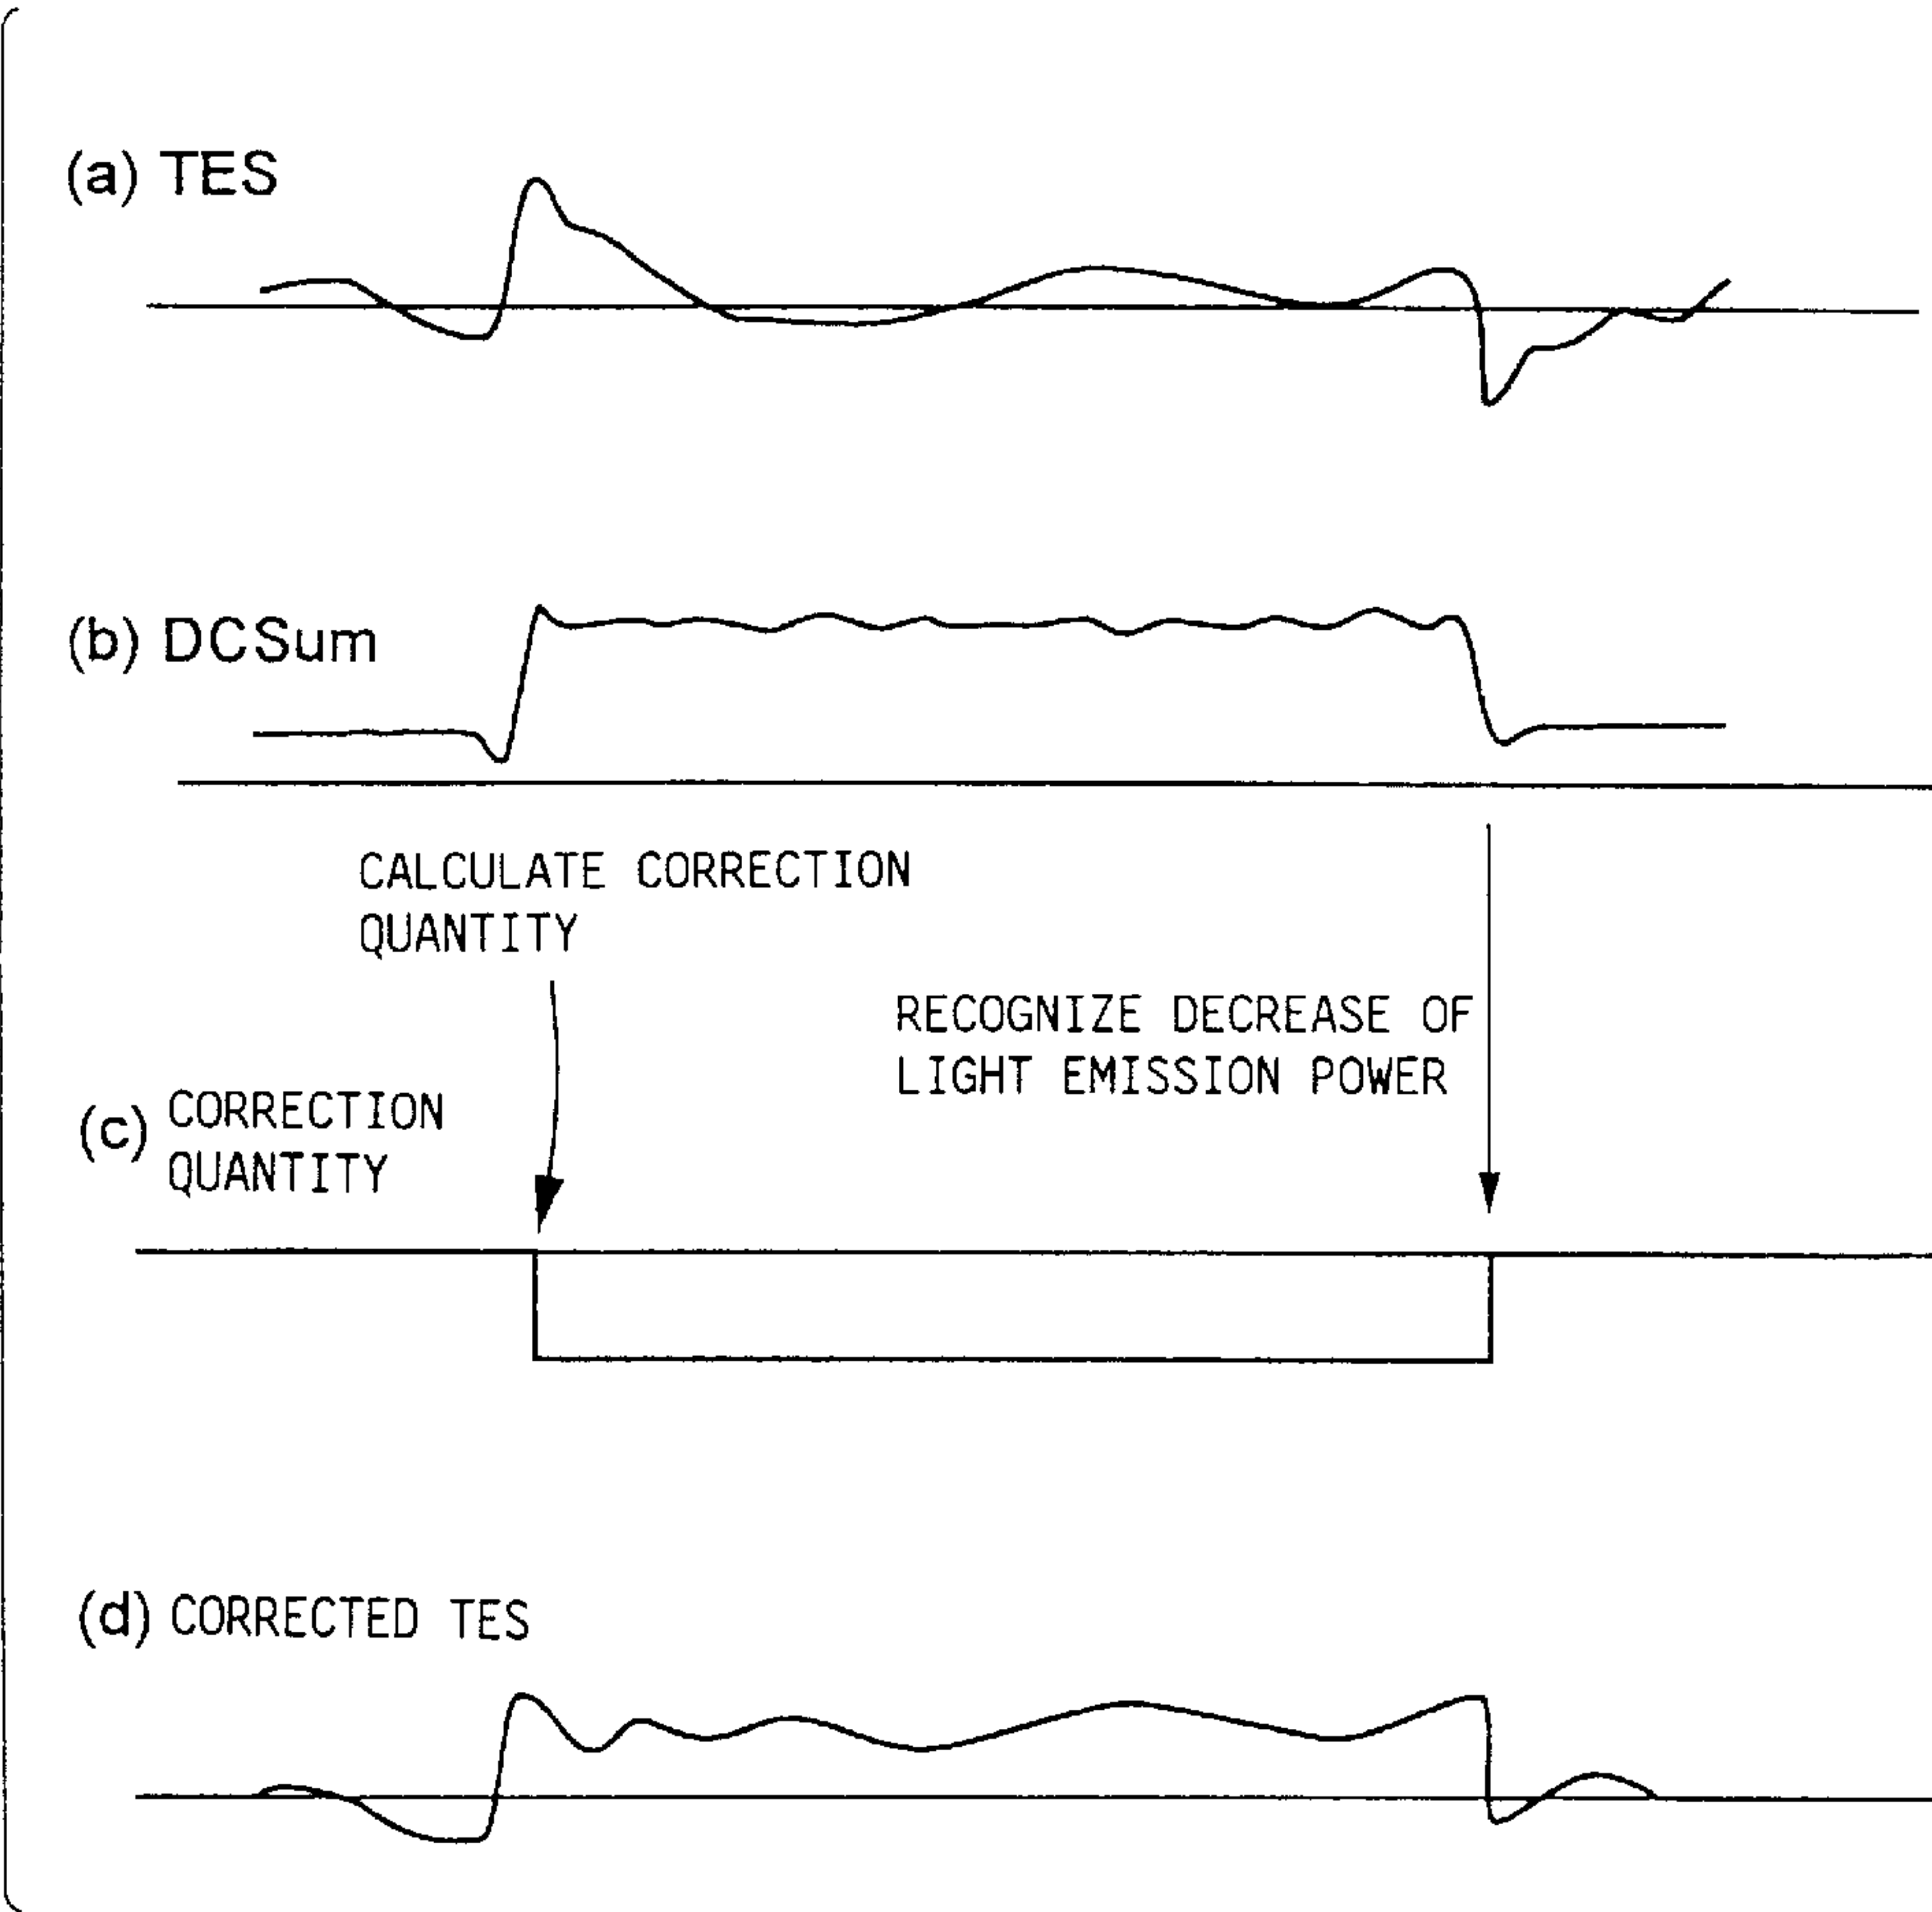 (a) TES
(b) DCSum
CALCULATE CORRECTION
QUANTITY
RECOGNIZE DECREASE OF
LIGHT EMISSION POWER
(c) CORRECTION
QUANTITY
(d) CORRECTED TES